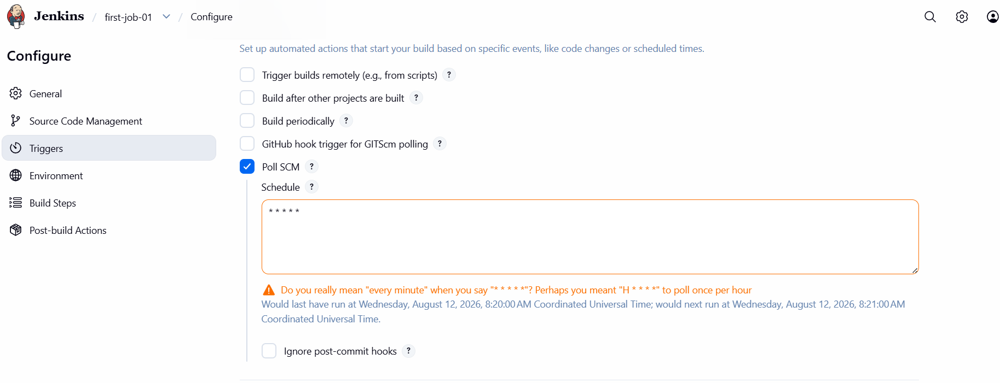 Jenkins / first-job-01 / Configure
Configure
General
Source Code Management
Triggers
Environment
Build Steps
Post-build Actions
Set up automated actions that start your build based on specific events, like code changes or scheduled times.
Trigger builds remotely (e.g., from scripts) ?
Build after other projects are built ?
Build periodically ?
GitHub hook trigger for GITScm polling ?
Poll SCM ?
Schedule ?
* * * * *
Do you really mean "every minute" when you say "* * * * *"? Perhaps you meant "H * * * *" to poll once per hour
Would last have run at Wednesday, August 12, 2026, 8:20:00 AM Coordinated Universal Time; would next run at Wednesday, August 12, 2026, 8:21:00 AM
Coordinated Universal Time.
Ignore post-commit hooks ?